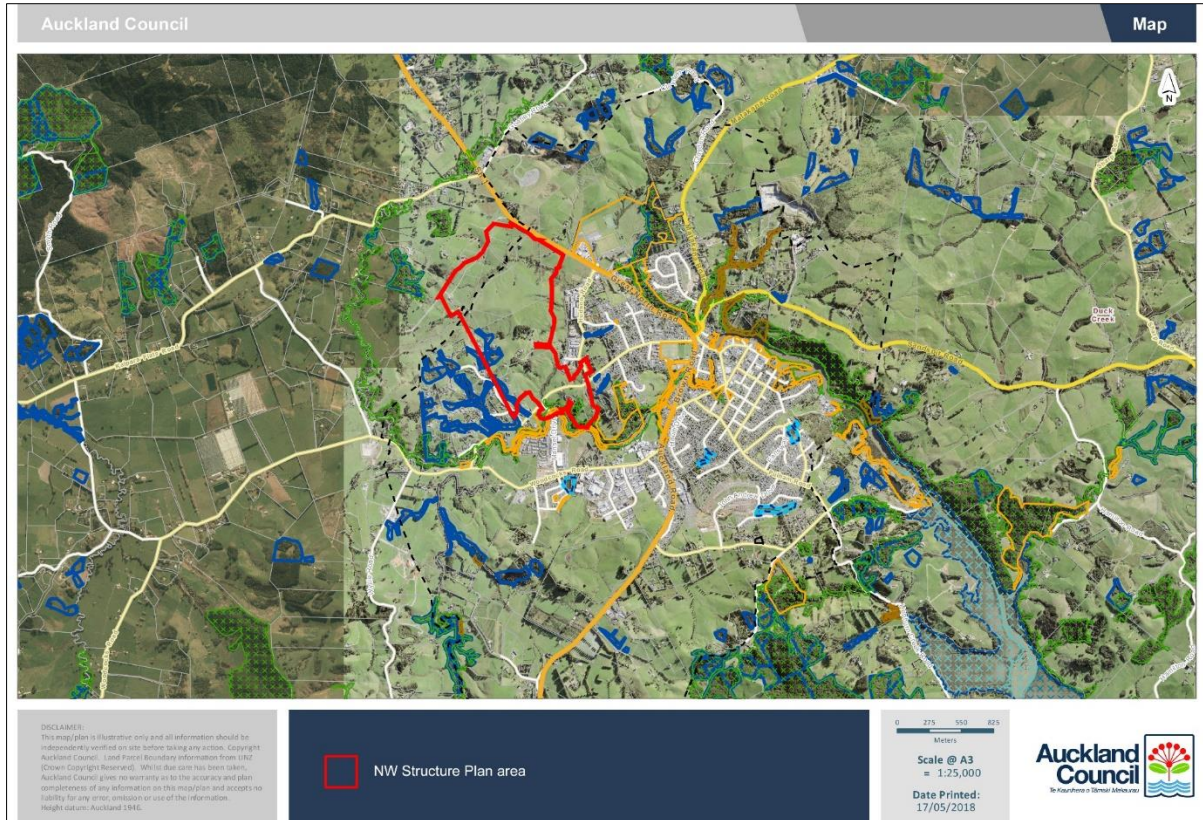 Auckland Council
Map
N
Matakana Road
Sandspit Road
Duck
Creek
DISCLAIMER:
This map/plan is illustrative only and all information should be
independently verified on site before taking any action. Copyright
Auckland Council. Land Parcel Boundary information from LINZ
(Crown Copyright Reserved). Whilst due care has been taken,
Auckland Council gives no warranty as to the accuracy and plan
completeness of any information on this map/plan and accepts no
liability for any error, omission or use of the information.
Height datum: Auckland 1946.
NW Structure Plan area
0 275 550 825
Meters
Scale @ A3
= 1:25,000
Date Printed:
17/05/2018
Auckland
Council
Te Kaunihera o Tāmaki Makaurau